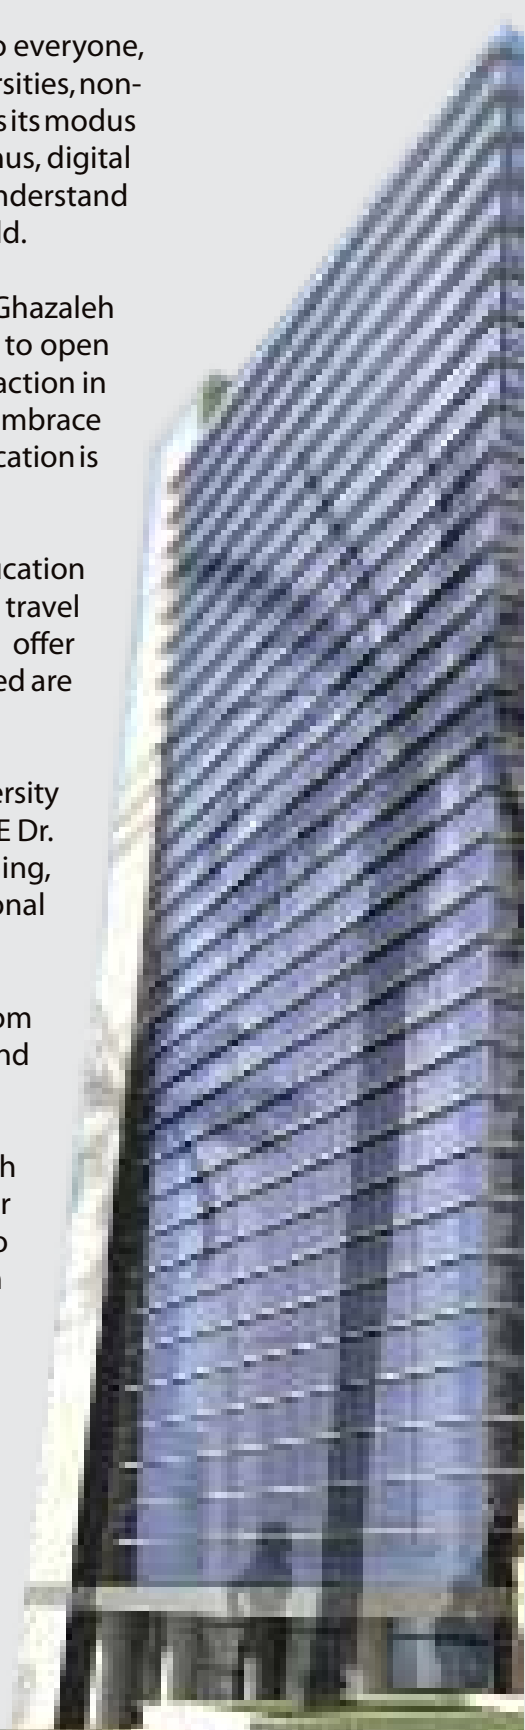 o everyone,
rsities, non-
s its modus
nus, digital
nderstand
ld.
Ghazaleh
to open
action in
mbrace
cation is
ucation
travel
offer
ed are
ersity
E Dr.
ing,
onal
om
nd
h
r
o